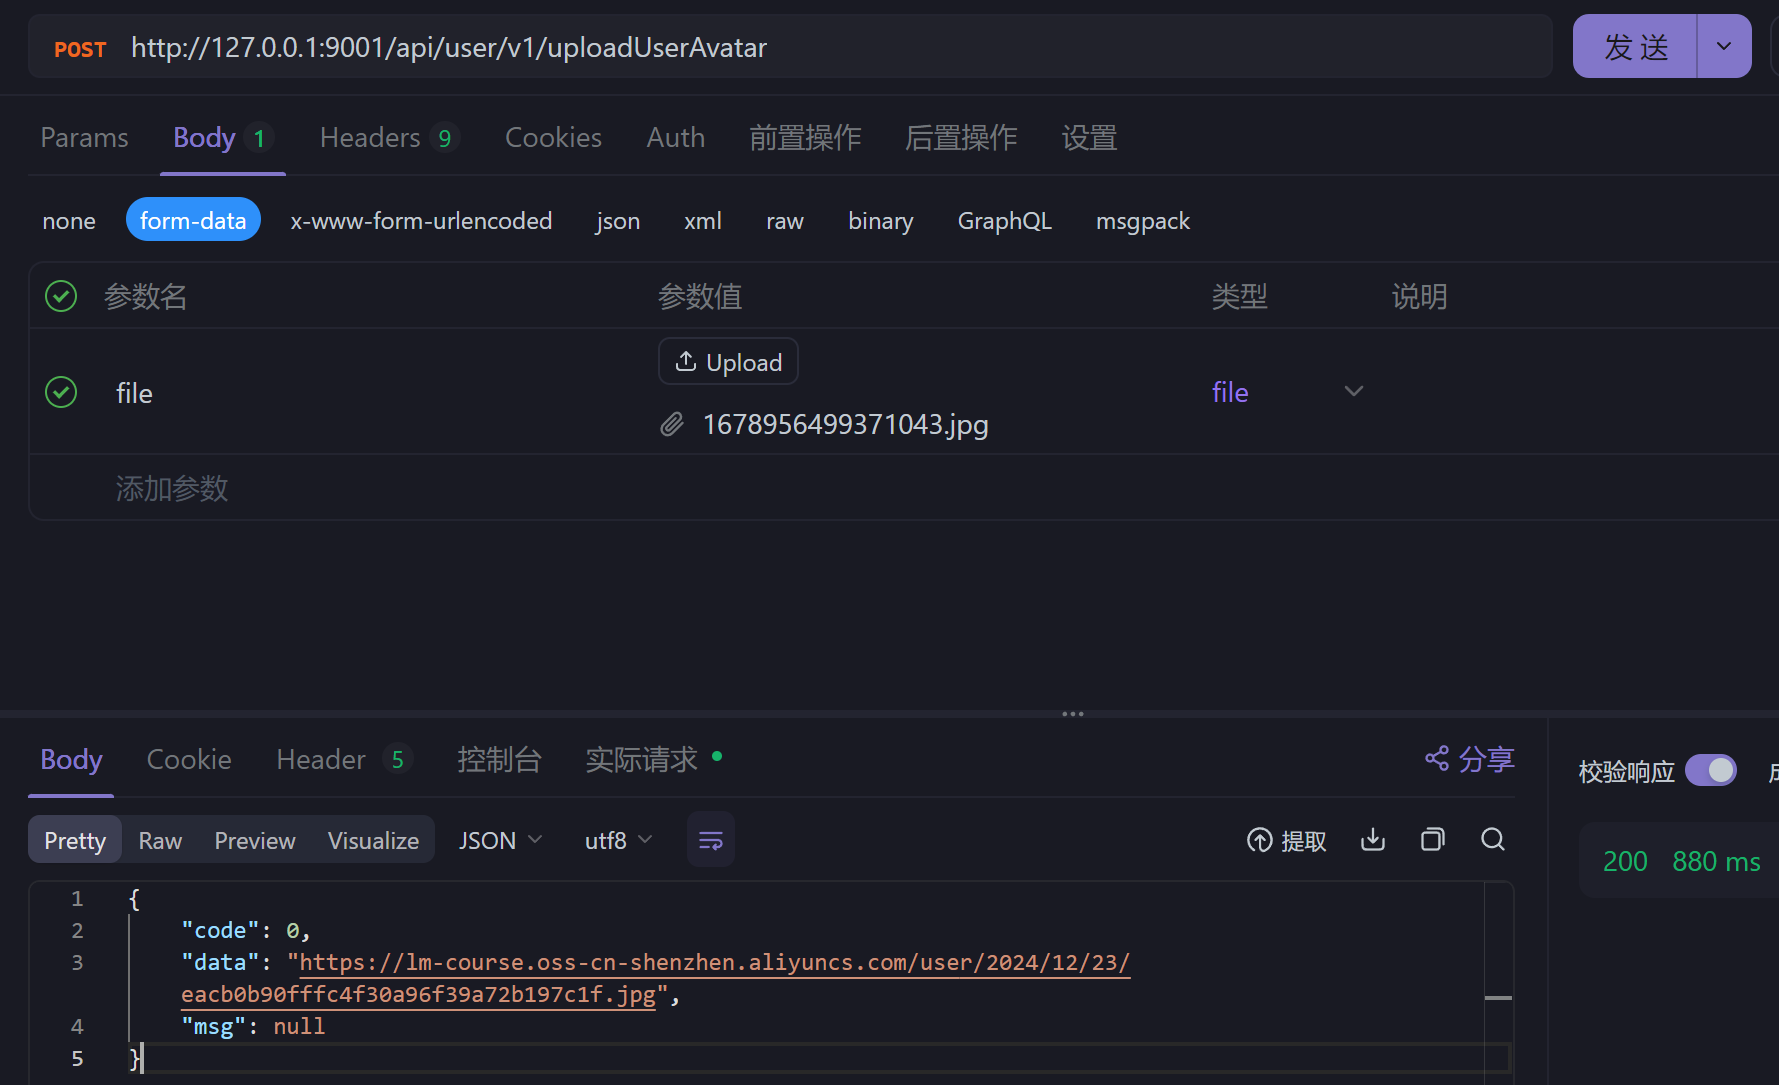 POST http://127.0.0.1:9001/api/user/v1/uploadUserAvatar 发 送
Params Body 1 Headers 9 Cookies Auth 前置操作 后置操作 设置
none form-data x-www-form-urlencoded json xml raw binary GraphQL msgpack
参数名 参数值 类型 说明
Upload
file file
1678956499371043.jpg
添加参数
Body Cookie Header 5 控制台 实际请求 分享 校验响应
Pretty Raw Preview Visualize JSON utf8 提取
200 880 ms
1 {
2 "code": 0,
3 "data": "https://lm-course.oss-cn-shenzhen.aliyuncs.com/user/2024/12/23/
eacb0b90fffc4f30a96f39a72b197c1f.jpg",
4 "msg": null
5 }